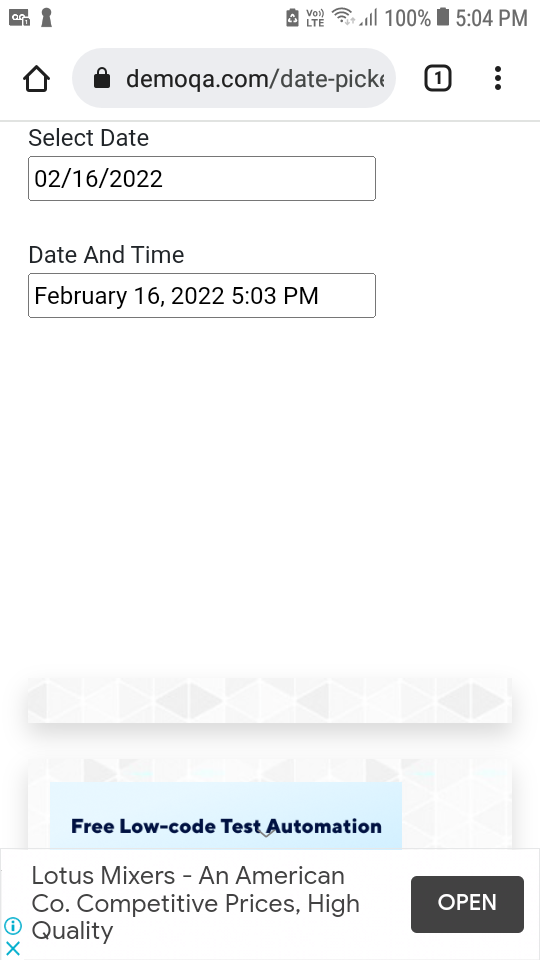 Vo) 100% 5:04 PM
LTE
demoqa.com/date-picke
1
Select Date
02/16/2022
Date And Time
February 16, 2022 5:03 PM
Free Low-code Test Automation
Lotus Mixers - An American
Co. Competitive Prices, High
Quality
OPEN